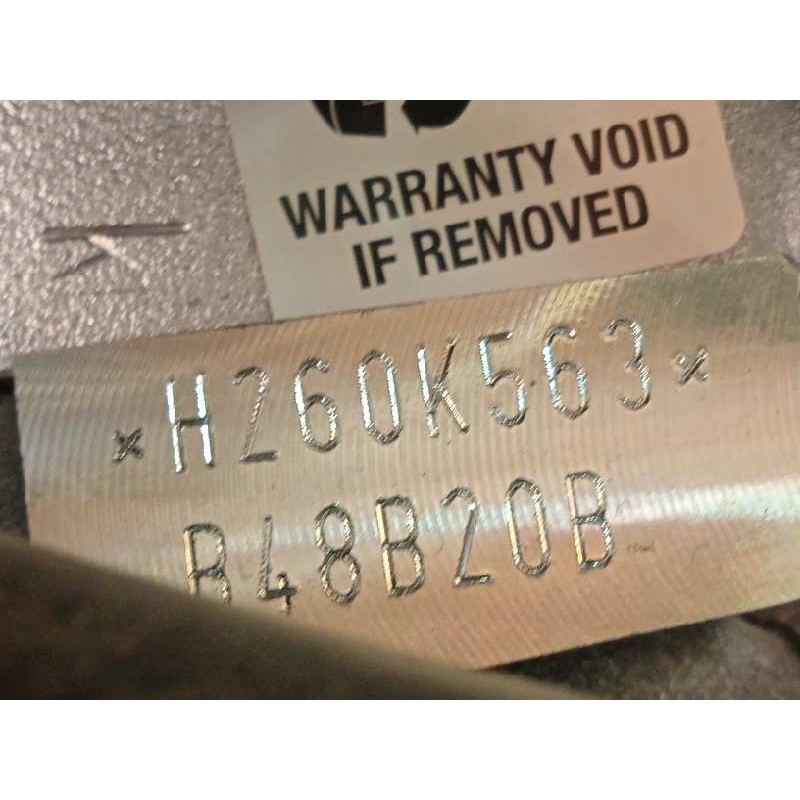 WARRANTY VOID
IF REMOVED
K
*H260K563*
B48B20B